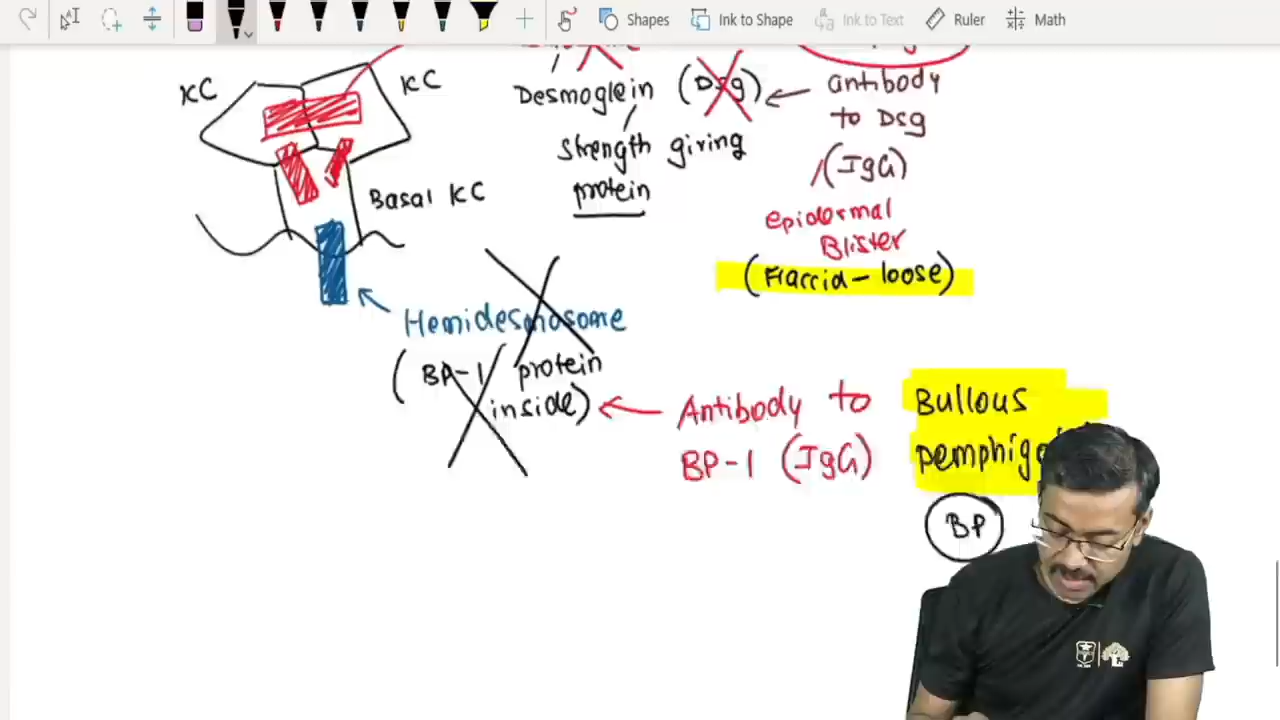 Shapes
Ink to Shape
Ink to Text
Ruler
Math
KC
KC
Basal KC
Desmoglein (Dsg)
strength giving
protein
antibody
to Dsg
(IgG)
epidermal
Blister
(Flaccid - loose)
Hemidesmosome
(BP-1 protein
inside)
Antibody to
BP-1 (IgG)
Bullous
BP